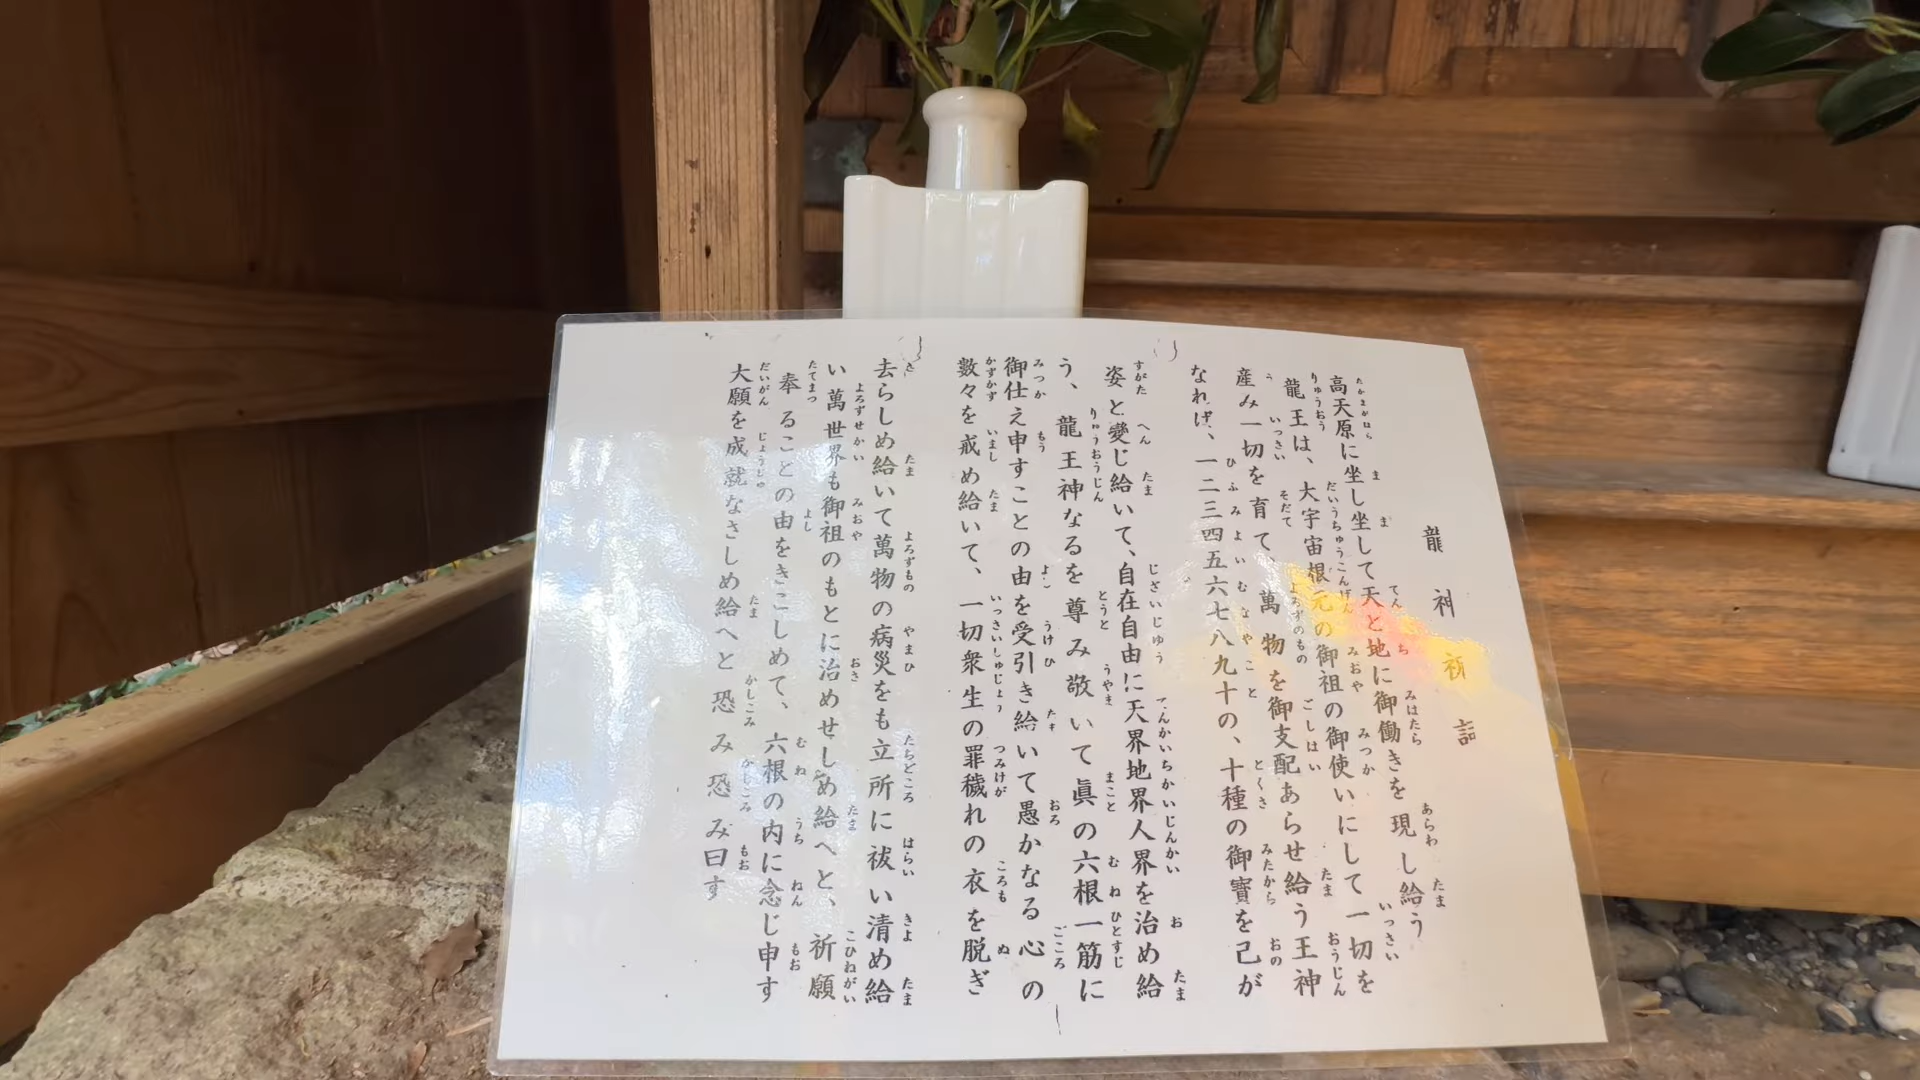 龍神祈詞
高天原に坐し坐して天と地に御働きを現し給う
龍王は、大宇宙根元の御祖の御使いにして一切を
産み一切を育て、萬物を御支配あらせ給う王神
なれば、一二三四五六七八九十の、十種の御寶を己が
姿と變じ給いて、自在自由に天界地界人界を治め給
う、龍王神なるを尊み敬いて眞の六根一筋に
御仕え申すことの由を受引き給いて愚かなる心の
数々を戒め給いて、一切衆生の罪穢れの衣を脱ぎ
去らしめ給いて萬物の病災をも立所に祓い清め給
い萬世界も御祖のもとに治めせしめ給へと、祈願
奉ることの由をきこしめて、六根の内に念じ申す
大願を成就なさしめ給へと恐み恐み曰す